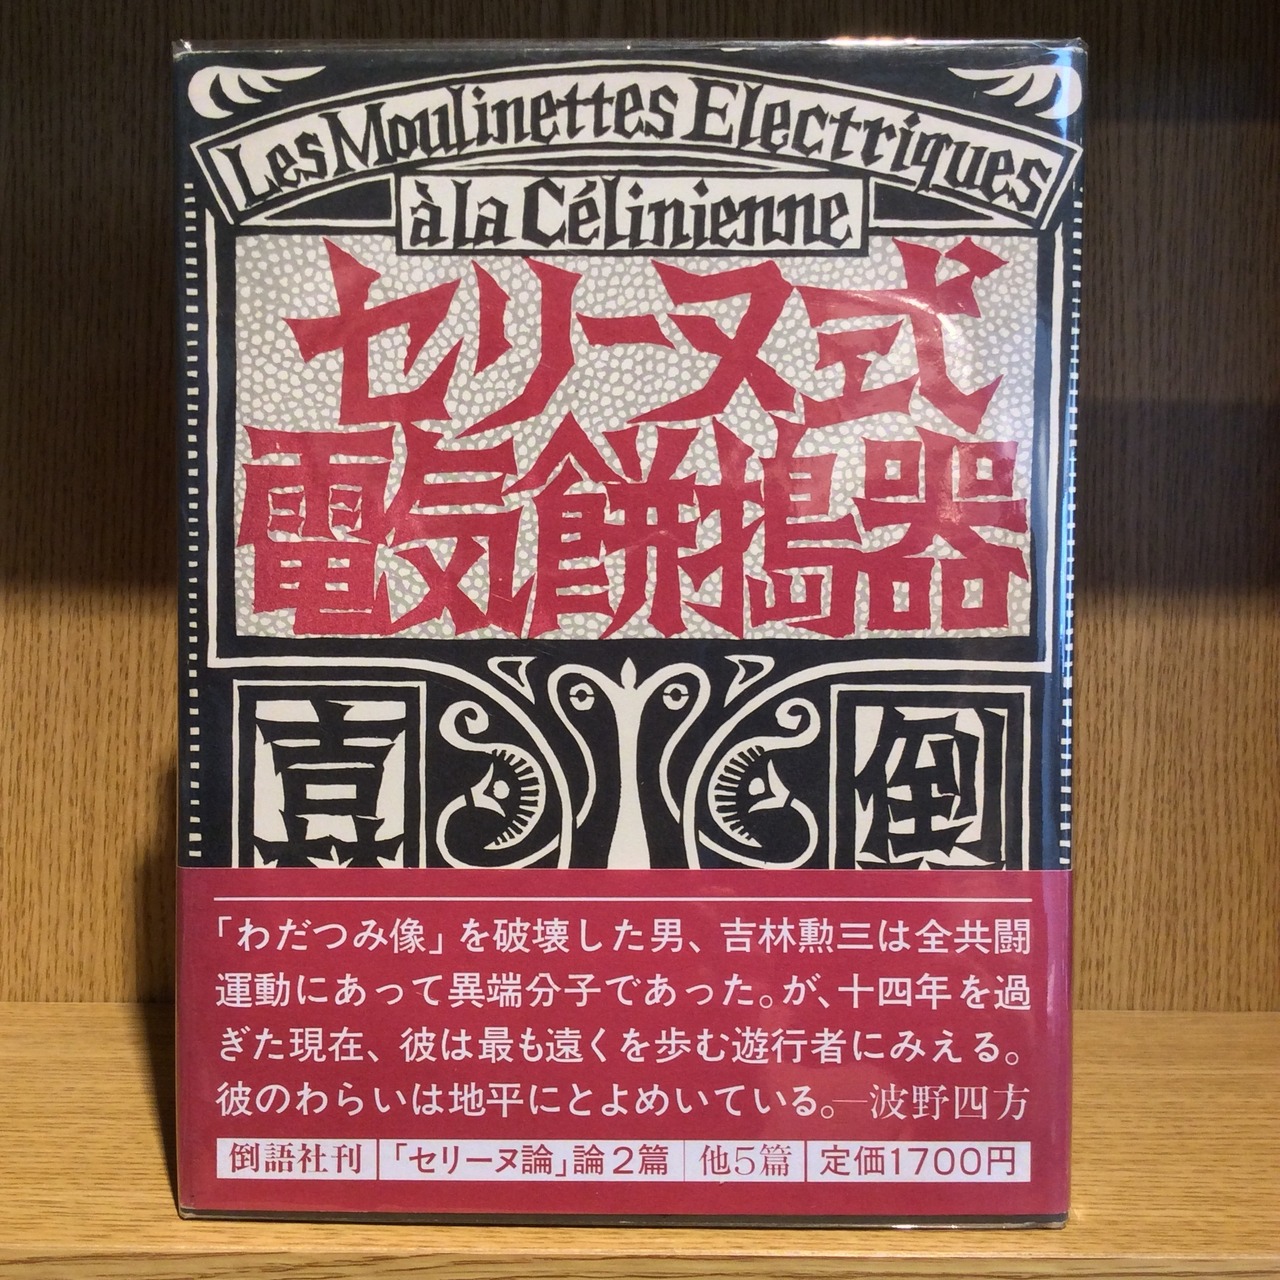 Les Moulinettes Electriques
à la Célinienne
セリーヌ式
電気餅搗器
吉
倒
「わだつみ像」を破壊した男、吉林勲三は全共闘
運動にあって異端分子であった。が、十四年を過
ぎた現在、彼は最も遠くを歩む遊行者にみえる。
彼のわらいは地平にとよめいている。—波野四方
倒語社刊 「セリーヌ論」論2篇 他5篇 定価1700円